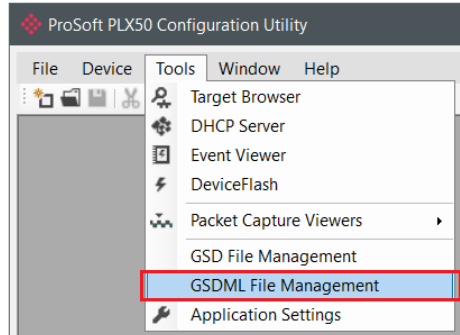 ProSoft PLX50 Configuration Utility
File Device Tools Window Help
Target Browser
DHCP Server
Event Viewer
DeviceFlash
Packet Capture Viewers
GSD File Management
GSDML File Management
Application Settings